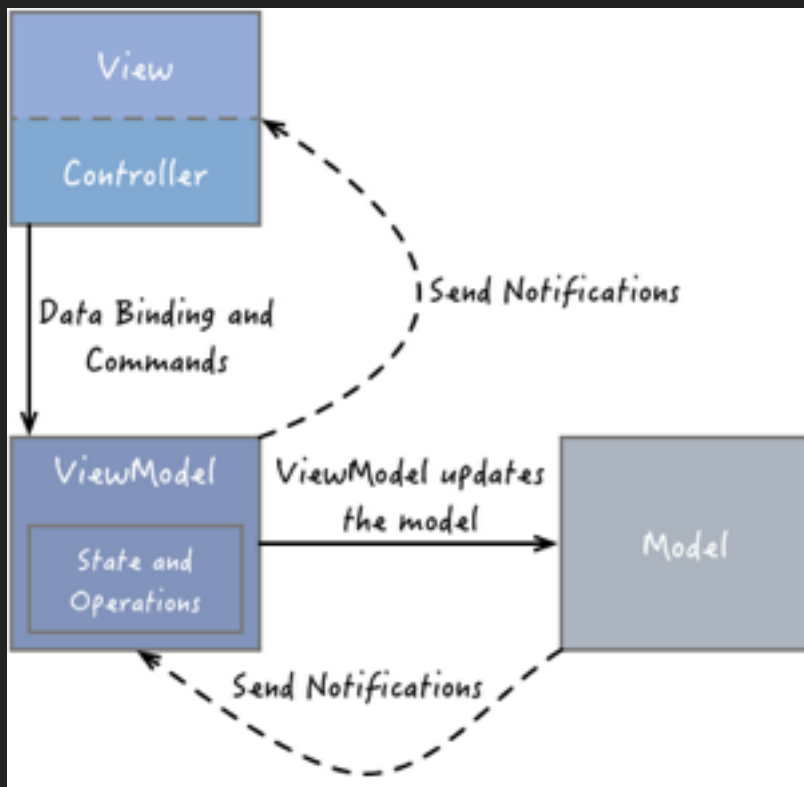 View
Controller
Send Notifications
Data Binding and
Commands
ViewModel
ViewModel updates
the model
State and
Operations
Model
Send Notifications